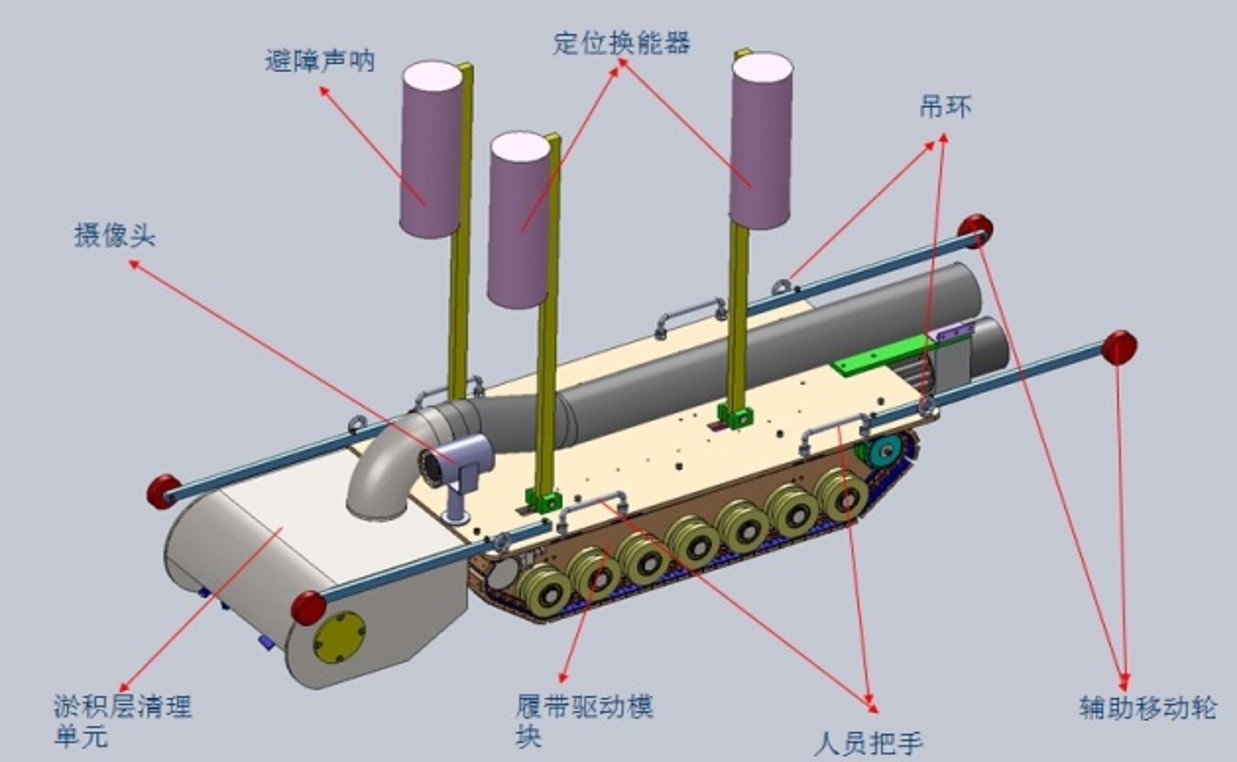 定位换能器
避障声呐
吊环
摄像头
淤积层清理
单元
履带驱动模
块
人员把手
辅助移动轮